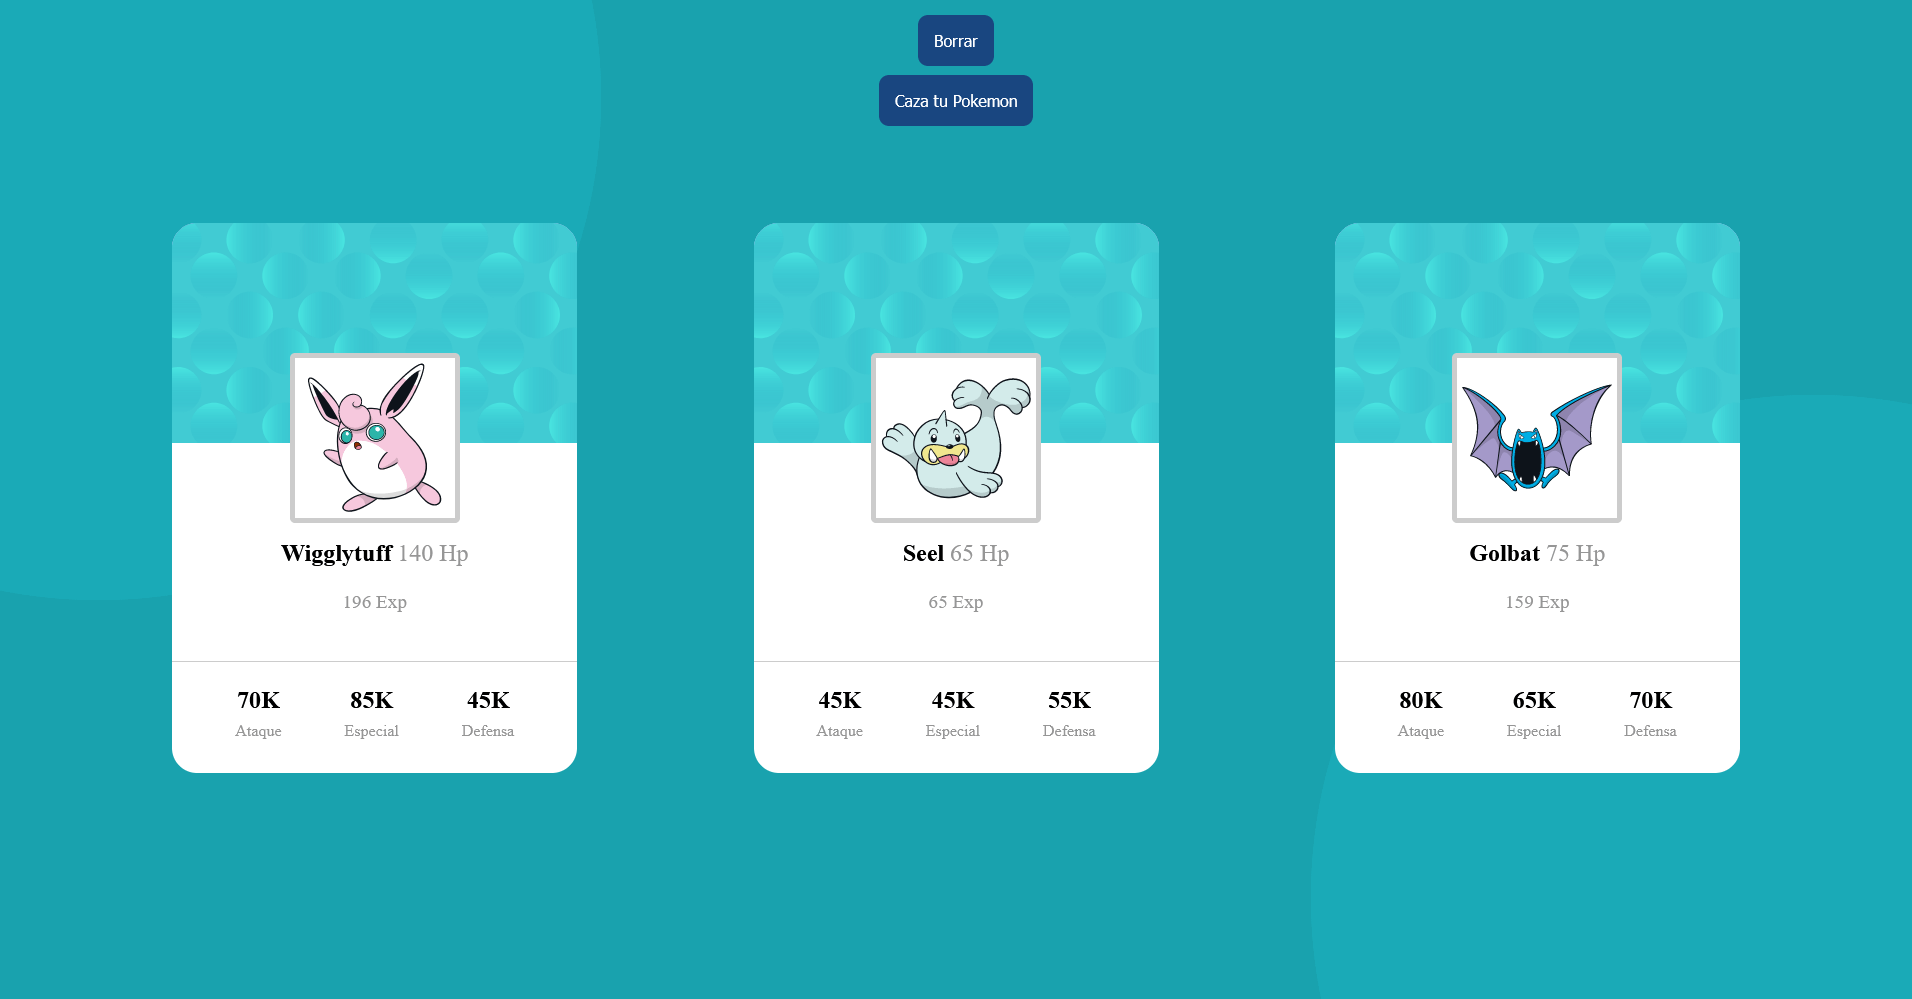 Borrar
Caza tu Pokemon
Wigglytuff 140 Hp
196 Exp
70K 85K 45K
Ataque Especial Defensa
Seel 65 Hp
65 Exp
45K 45K 55K
Ataque Especial Defensa
Golbat 75 Hp
159 Exp
80K 65K 70K
Ataque Especial Defensa